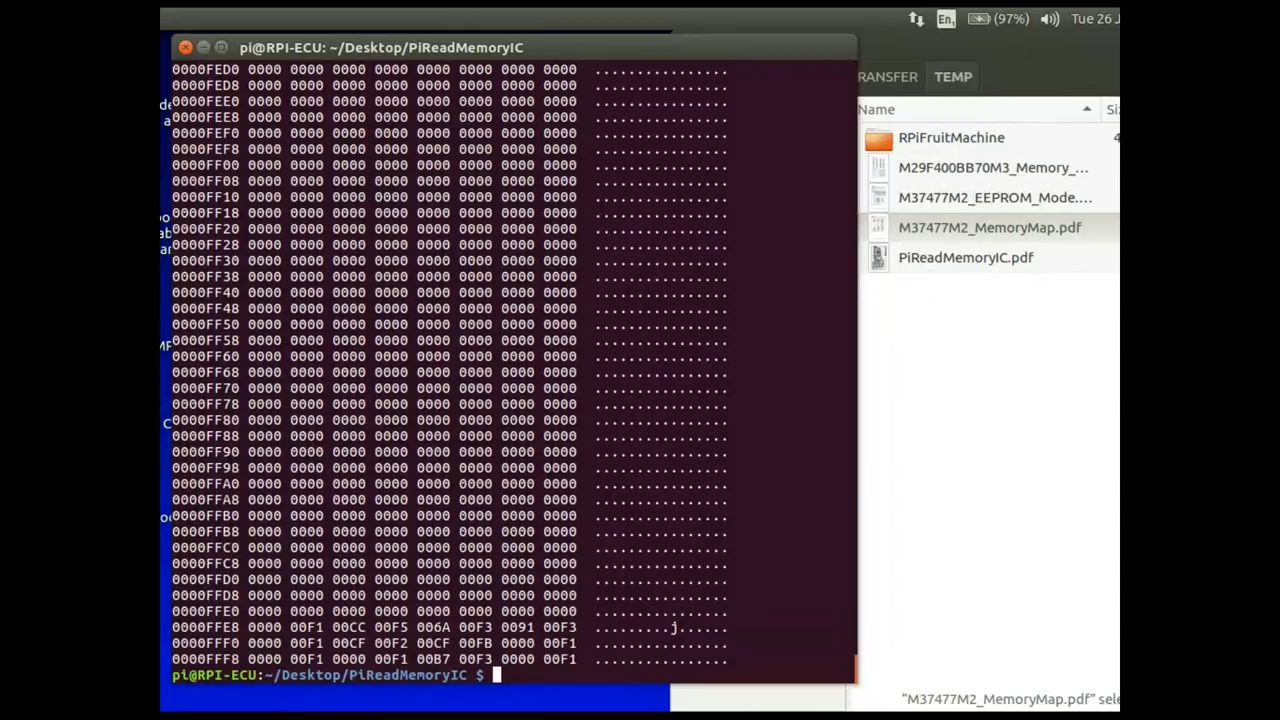 En1 (97%) Tue 26 J
pi@RPI-ECU: ~/Desktop/PiReadMemoryIC
0000FED0 0000 0000 0000 0000 0000 0000 0000 0000 ................
0000FED8 0000 0000 0000 0000 0000 0000 0000 0000 ................
0000FEE0 0000 0000 0000 0000 0000 0000 0000 0000 ................
0000FEE8 0000 0000 0000 0000 0000 0000 0000 0000 ................
0000FEF0 0000 0000 0000 0000 0000 0000 0000 0000 ................
0000FEF8 0000 0000 0000 0000 0000 0000 0000 0000 ................
0000FF00 0000 0000 0000 0000 0000 0000 0000 0000 ................
0000FF08 0000 0000 0000 0000 0000 0000 0000 0000 ................
0000FF10 0000 0000 0000 0000 0000 0000 0000 0000 ................
0000FF18 0000 0000 0000 0000 0000 0000 0000 0000 ................
0000FF20 0000 0000 0000 0000 0000 0000 0000 0000 ................
0000FF28 0000 0000 0000 0000 0000 0000 0000 0000 ................
0000FF30 0000 0000 0000 0000 0000 0000 0000 0000 ................
0000FF38 0000 0000 0000 0000 0000 0000 0000 0000 ................
0000FF40 0000 0000 0000 0000 0000 0000 0000 0000 ................
0000FF48 0000 0000 0000 0000 0000 0000 0000 0000 ................
0000FF50 0000 0000 0000 0000 0000 0000 0000 0000 ................
0000FF58 0000 0000 0000 0000 0000 0000 0000 0000 ................
0000FF60 0000 0000 0000 0000 0000 0000 0000 0000 ................
0000FF68 0000 0000 0000 0000 0000 0000 0000 0000 ................
0000FF70 0000 0000 0000 0000 0000 0000 0000 0000 ................
0000FF78 0000 0000 0000 0000 0000 0000 0000 0000 ................
0000FF80 0000 0000 0000 0000 0000 0000 0000 0000 ................
0000FF88 0000 0000 0000 0000 0000 0000 0000 0000 ................
0000FF90 0000 0000 0000 0000 0000 0000 0000 0000 ................
0000FF98 0000 0000 0000 0000 0000 0000 0000 0000 ................
0000FFA0 0000 0000 0000 0000 0000 0000 0000 0000 ................
0000FFA8 0000 0000 0000 0000 0000 0000 0000 0000 ................
0000FFB0 0000 0000 0000 0000 0000 0000 0000 0000 ................
0000FFB8 0000 0000 0000 0000 0000 0000 0000 0000 ................
0000FFC0 0000 0000 0000 0000 0000 0000 0000 0000 ................
0000FFC8 0000 0000 0000 0000 0000 0000 0000 0000 ................
0000FFD0 0000 0000 0000 0000 0000 0000 0000 0000 ................
0000FFD8 0000 0000 0000 0000 0000 0000 0000 0000 ................
0000FFE0 0000 0000 0000 0000 0000 0000 0000 0000 ................
0000FFE8 0000 00F1 00CC 00F5 006A 00F3 0091 00F3 .........j......
0000FFF0 0000 00F1 00CF 00F2 00CF 00FB 0000 00F1 ................
0000FFF8 0000 00F1 0000 00F1 00B7 00F3 0000 00F1 ................
pi@RPI-ECU:~/Desktop/PiReadMemoryIC $
RANSFER TEMP
Name Si
RPiFruitMachine 4
M29F400BB70M3_Memory_...
M37477M2_EEPROM_Mode....
M37477M2_MemoryMap.pdf
PiReadMemoryIC.pdf
“M37477M2_MemoryMap.pdf” sele